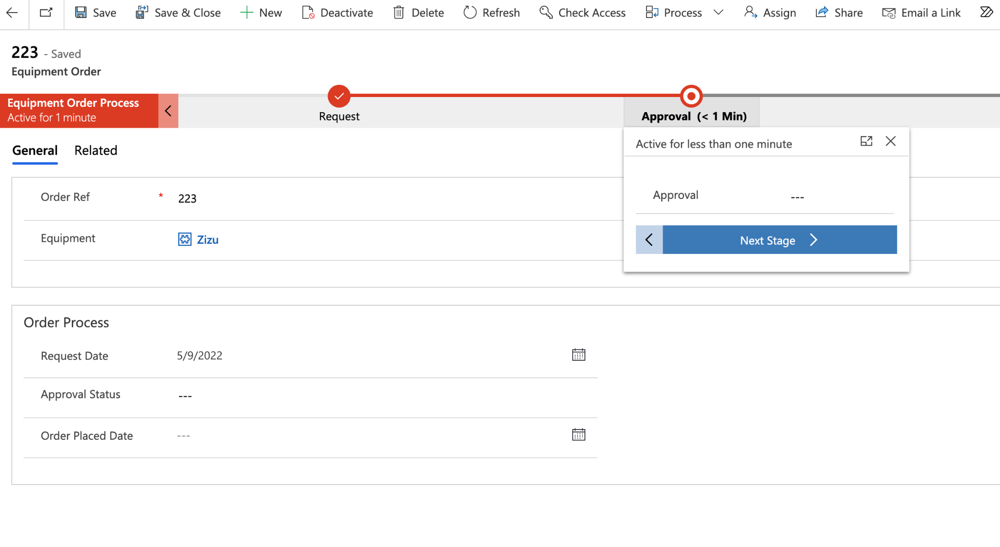 Save
Save & Close
New
Deactivate
Delete
Refresh
Check Access
Process
Assign
Share
Email a Link
223 - Saved
Equipment Order
Equipment Order Process
Active for 1 minute
Request
Approval (< 1 Min)
General
Related
Active for less than one minute
Approval ---
Next Stage
Order Ref * 223
Equipment Zizu
Order Process
Request Date 5/9/2022
Approval Status ---
Order Placed Date ---